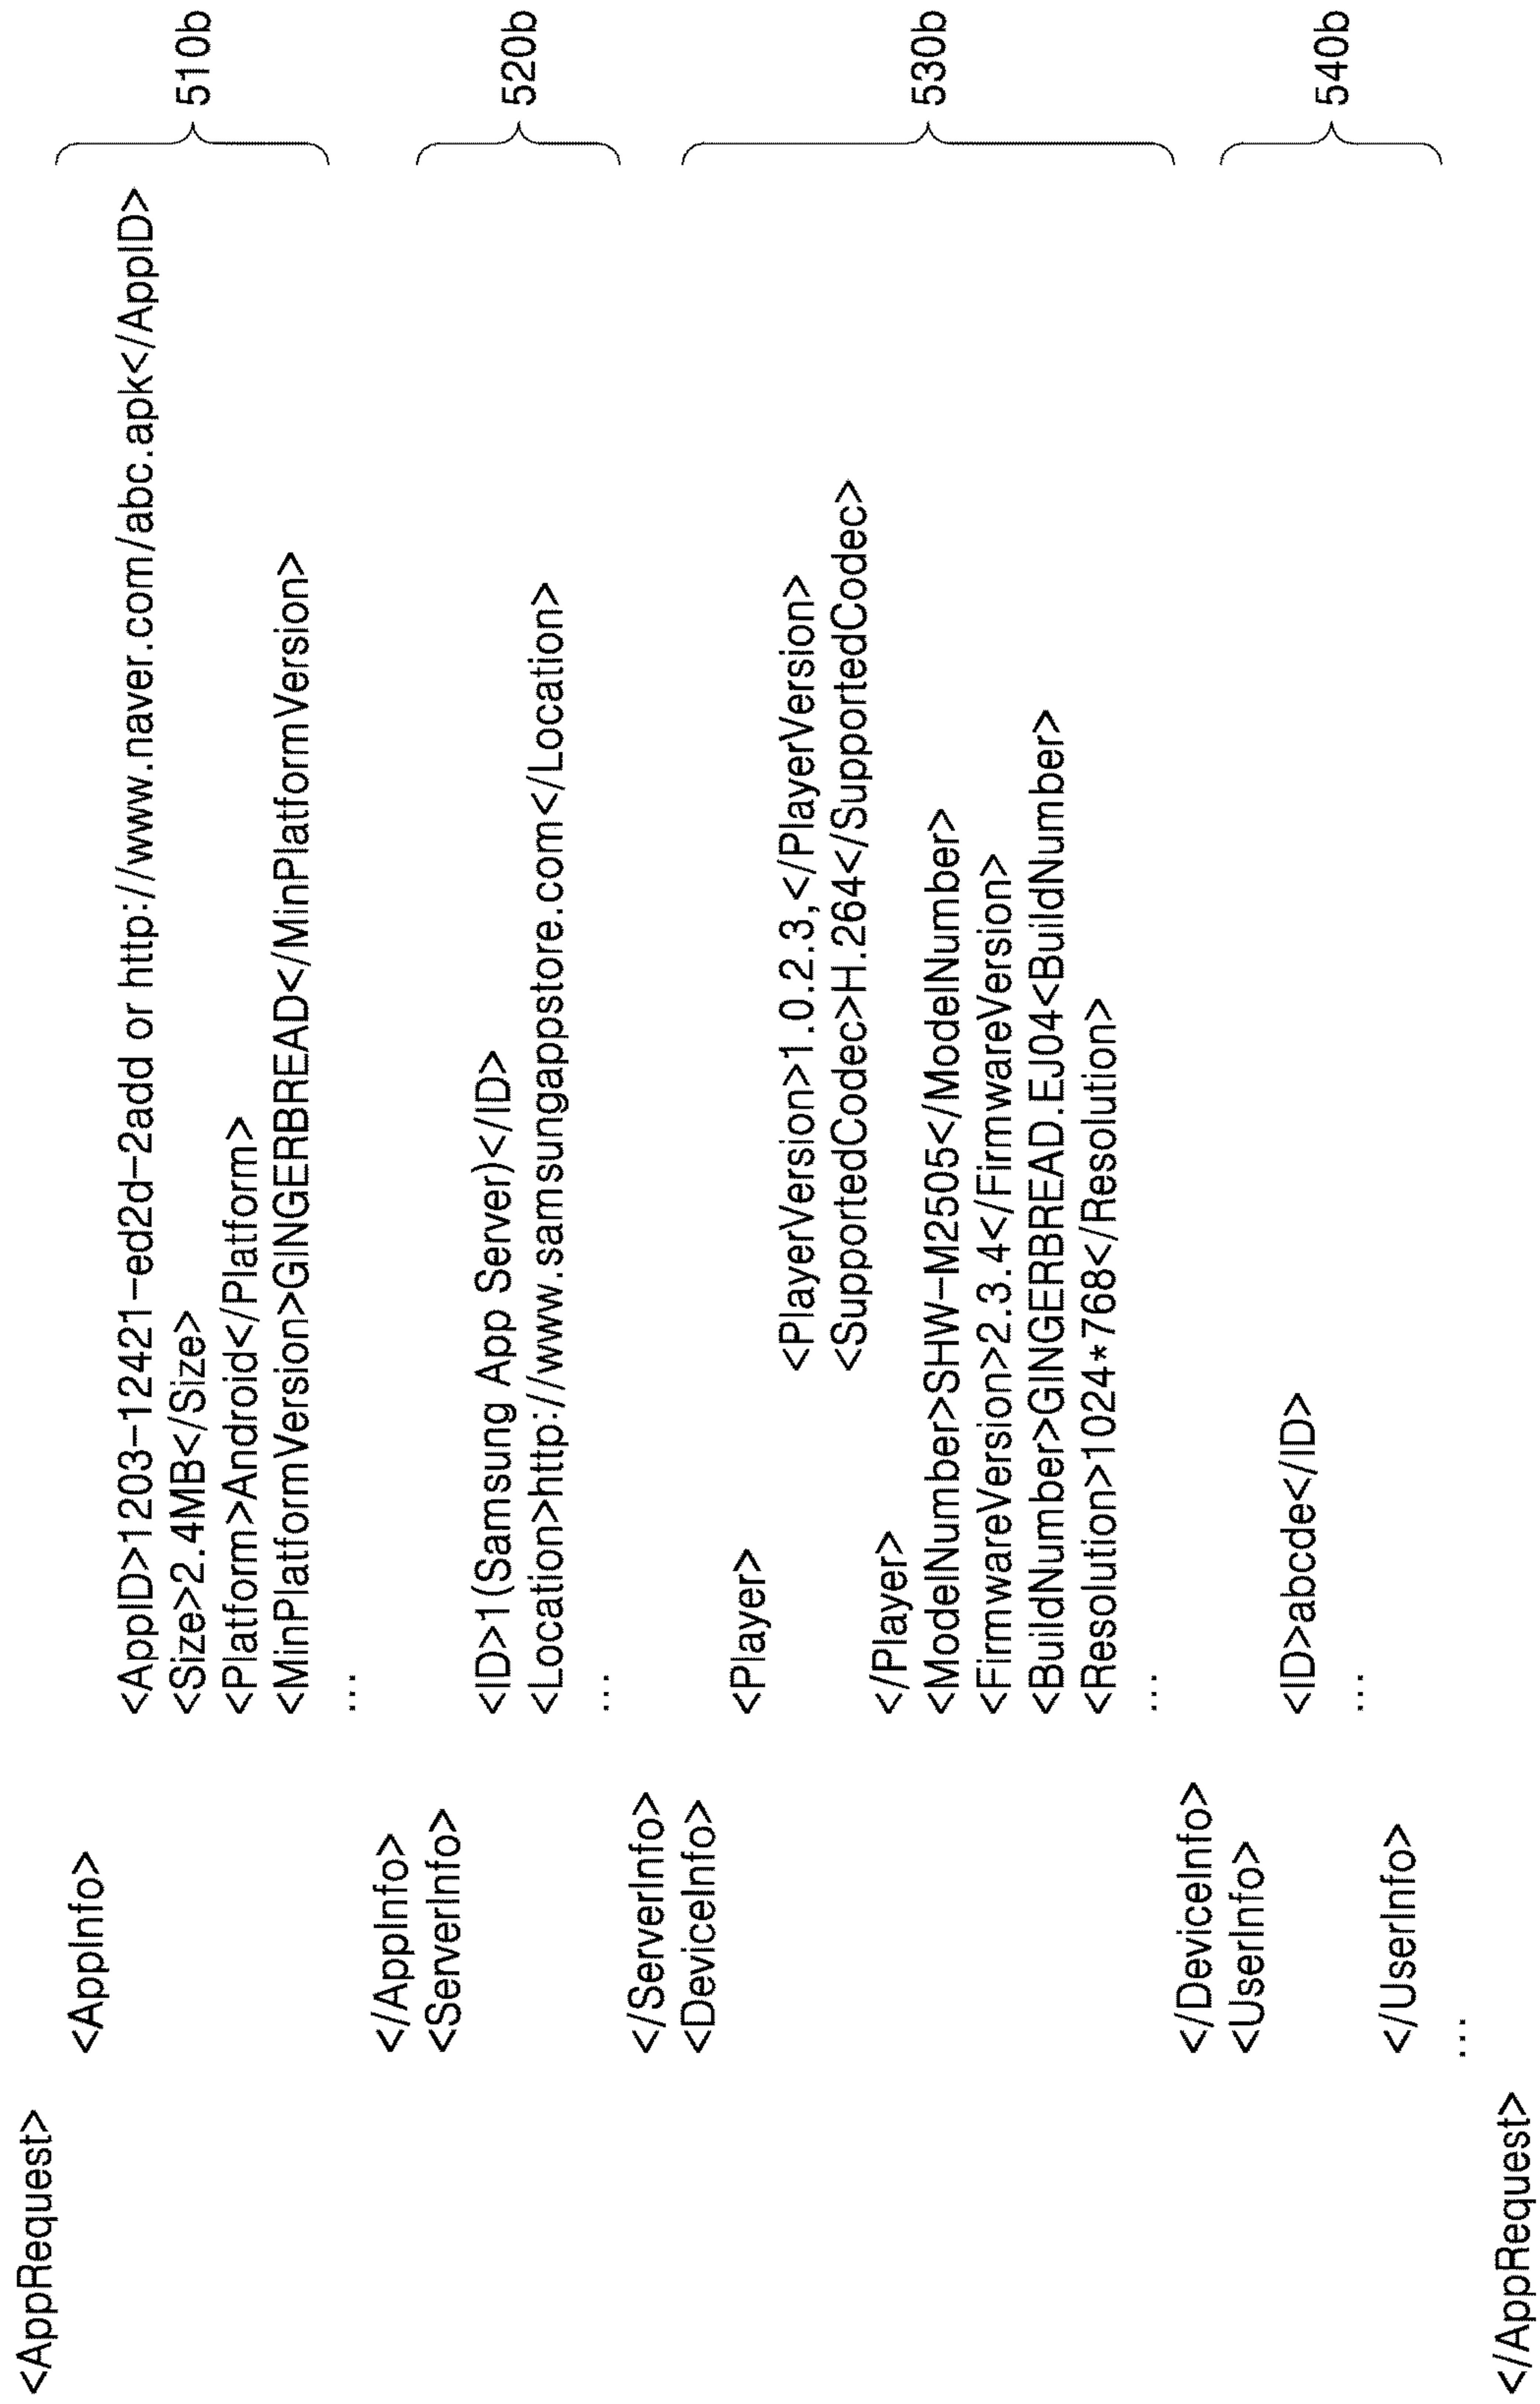 <AppRequest>
<AppInfo>
<AppID>1203-12421-ed2d-2add or http://www.naver.com/abc.apk</AppID>
<Size>2.4MB</Size>
<Platform>Android</Platform>
<MinPlatformVersion>GINGERBREAD</MinPlatformVersion>
...
510b
</AppInfo>
<ServerInfo>
<ID>1(Samsung App Server)</ID>
<Location>http://www.samsungappstore.com</Location>
...
520b
</ServerInfo>
<DeviceInfo>
<Player>
<PlayerVersion>1.0.2.3,</PlayerVersion>
<SupportedCodec>H.264</SupportedCodec>
</Player>
<ModelNumber>SHW-M2505</ModelNumber>
<FirmwareVersion>2.3.4</FirmwareVersion>
<BuildNumber>GINGERBREAD.EJ04<BuildNumber>
<Resolution>1024*768</Resolution>
...
530b
</DeviceInfo>
<UserInfo>
<ID>abcde</ID>
...
540b
</UserInfo>
...
</AppRequest>